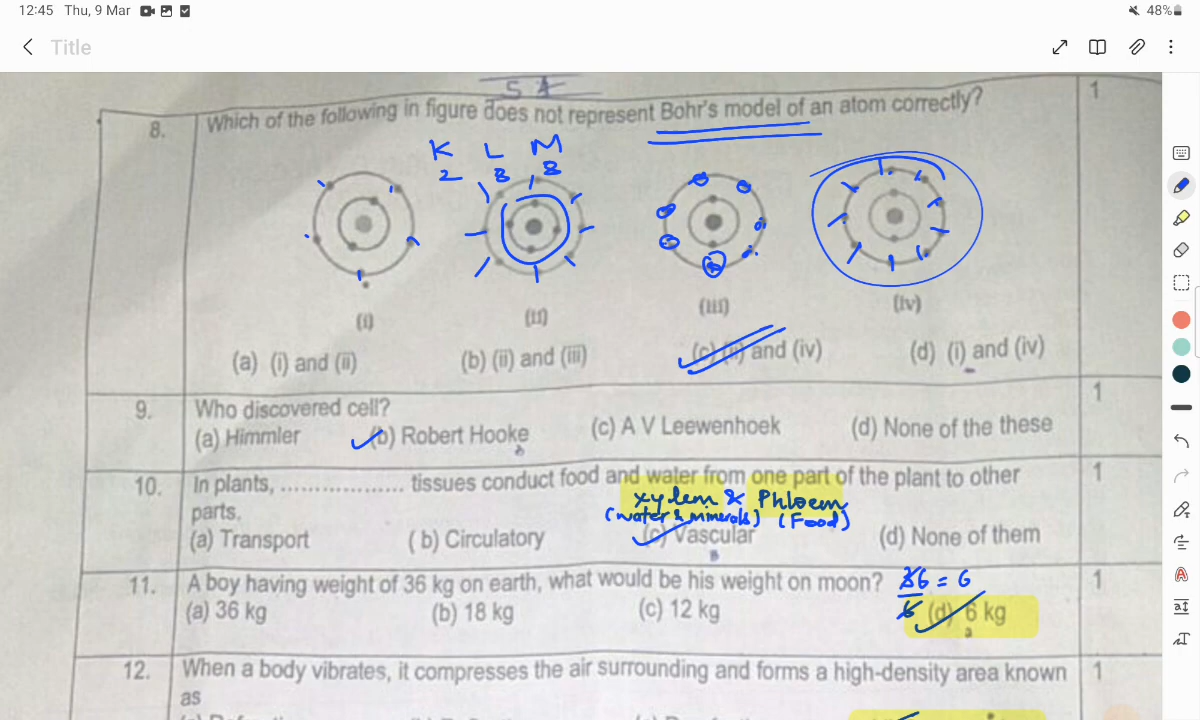 12:45 Thu, 9 Mar
48%
Title
8. Which of the following in figure does not represent Bohr's model of an atom correctly? 1
K L M
2 8 8
(i) (ii) (iii) (iv)
(a) (i) and (ii) (b) (ii) and (iii) (c) (ii) and (iv) (d) (i) and (iv)
9. Who discovered cell? 1
(a) Himmler (b) Robert Hooke (c) A V Leewenhoek (d) None of the these
10. In plants, .................. tissues conduct food and water from one part of the plant to other 1
parts.
xylem & Phloem
(water & minerals) (Food)
(a) Transport ( b) Circulatory (c) Vascular (d) None of them
11. A boy having weight of 36 kg on earth, what would be his weight on moon? 36/6 = 6 1
(a) 36 kg (b) 18 kg (c) 12 kg (d) 6 kg
12. When a body vibrates, it compresses the air surrounding and forms a high-density area known 1
as